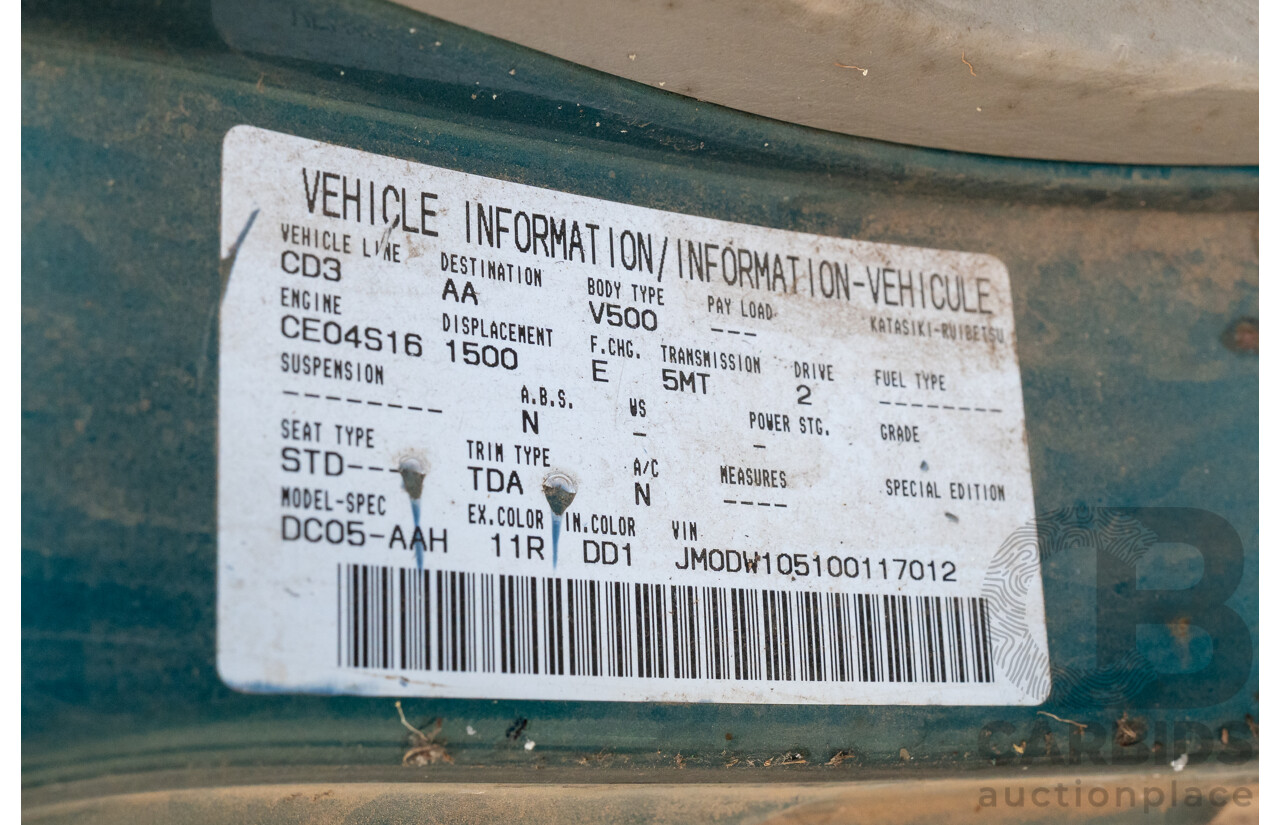 VEHICLE INFORMATION/INFORMATION-VÉHICULE
VEHICLE LINE DESTINATION BODY TYPE PAY LOAD KATASIKI-RUIBETSU
CD3 AA V500 ---
ENGINE DISPLACEMENT F.CHG. TRANSMISSION DRIVE FUEL TYPE
CE04S16 1500 E 5MT 2 ---------
SUSPENSION A.B.S. WS POWER STG. GRADE
--------- N - -
SEAT TYPE TRIM TYPE A/C MEASURES SPECIAL EDITION
STD--- TDA N -----
MODEL-SPEC EX.COLOR IN.COLOR VIN
DC05-AAH 11R DD1 JM0DW105100117012
CARBIDS
auctionplace